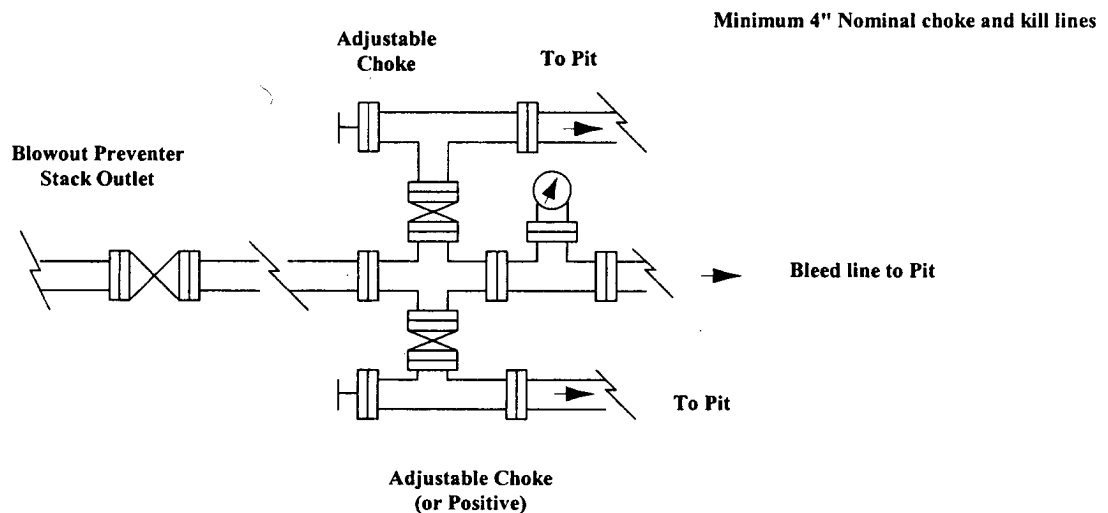 Minimum 4" Nominal choke and kill lines
Adjustable
Choke
To Pit
Blowout Preventer
Stack Outlet
Bleed line to Pit
To Pit
Adjustable Choke
(or Positive)